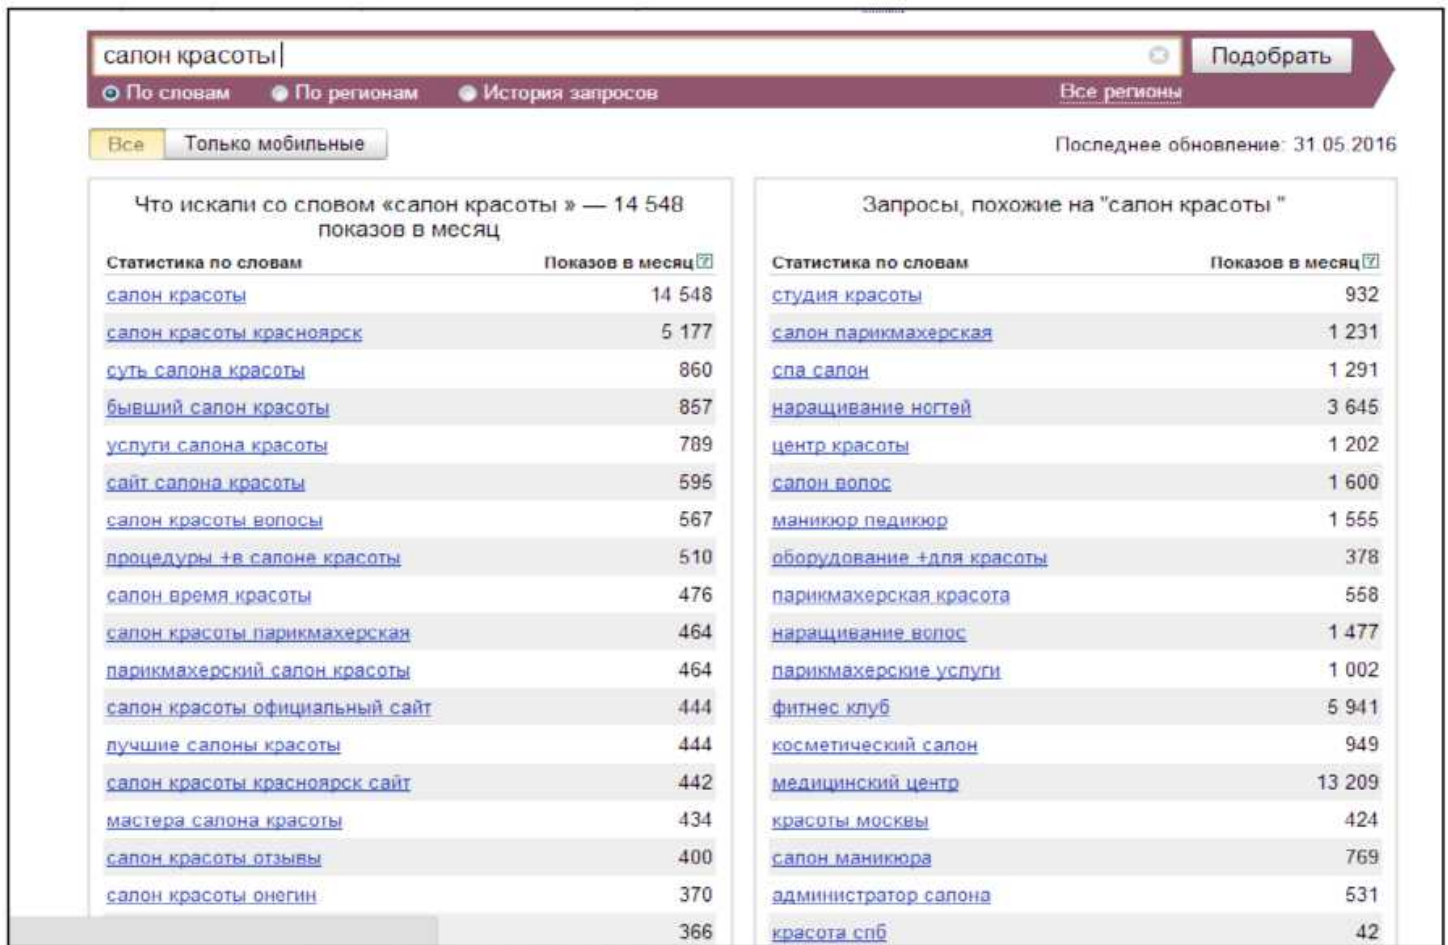 салон красоты
Подобрать
По словам По регионам История запросов Все регионы
Все Только мобильные Последнее обновление: 31.05.2016
Что искали со словом «салон красоты » — 14 548
показов в месяц
Статистика по словам Показов в месяц
салон красоты 14 548
салон красоты красноярск 5 177
суть салона красоты 860
бывший салон красоты 857
услуги салона красоты 789
сайт салона красоты 595
салон красоты волосы 567
процедуры +в салоне красоты 510
салон время красоты 476
салон красоты парикмахерская 464
парикмахерский салон красоты 464
салон красоты официальный сайт 444
лучшие салоны красоты 444
салон красоты красноярск сайт 442
мастера салона красоты 434
салон красоты отзывы 400
салон красоты онегин 370
366
Запросы, похожие на "салон красоты "
Статистика по словам Показов в месяц
студия красоты 932
салон парикмахерская 1 231
спа салон 1 291
наращивание ногтей 3 645
центр красоты 1 202
салон волос 1 600
маникюр педикюр 1 555
оборудование +для красоты 378
парикмахерская красота 558
наращивание волос 1 477
парикмахерские услуги 1 002
фитнес клуб 5 941
косметический салон 949
медицинский центр 13 209
красоты москвы 424
салон маникюра 769
администратор салона 531
красота спб 42